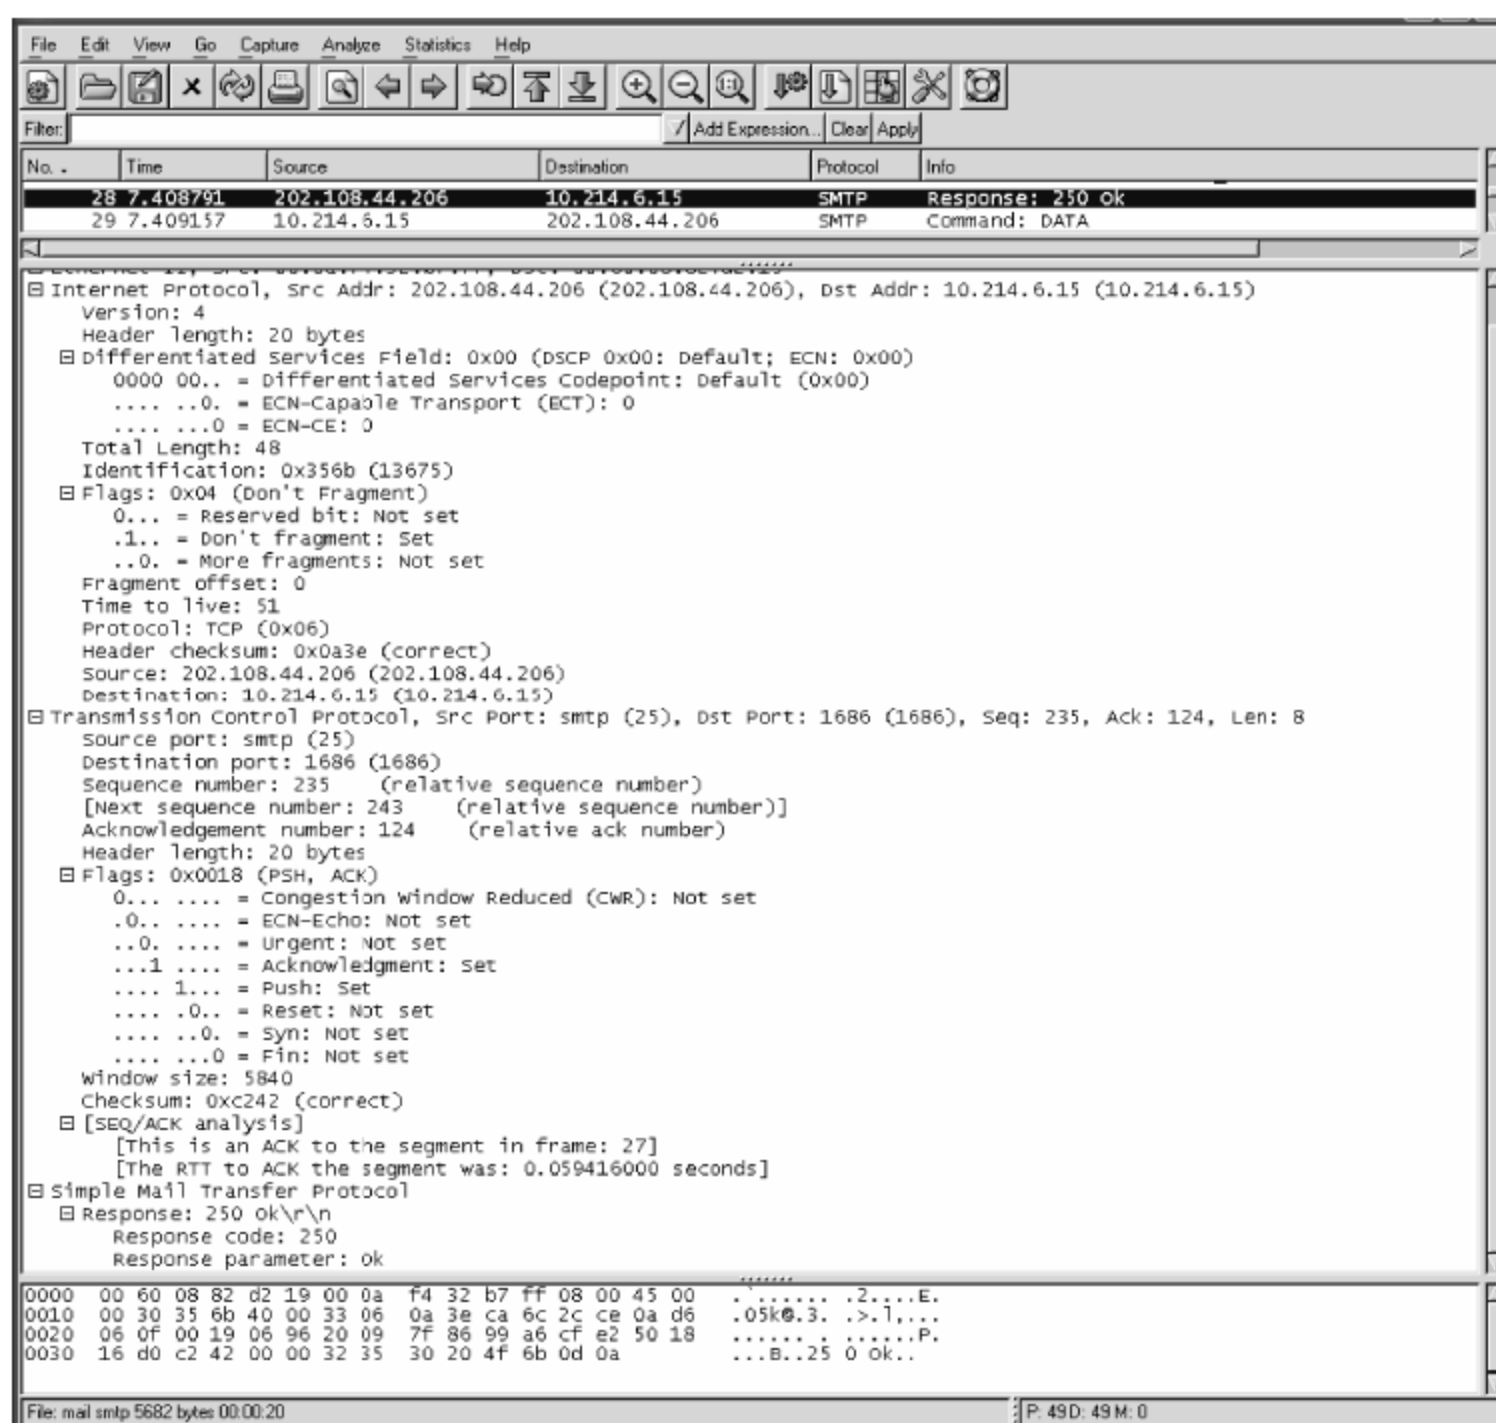 File Edit View Go Capture Analyze Statistics Help
Filter: Add Expression... Clear Apply
No. . Time Source Destination Protocol Info
28 7.408791 202.108.44.206 10.214.6.15 SMTP Response: 250 Ok
29 7.409157 10.214.6.15 202.108.44.206 SMTP Command: DATA
Internet Protocol, Src Addr: 202.108.44.206 (202.108.44.206), Dst Addr: 10.214.6.15 (10.214.6.15)
Version: 4
Header length: 20 bytes
Differentiated Services Field: 0x00 (DSCP 0x00: Default; ECN: 0x00)
0000 00.. = Differentiated Services Codepoint: Default (0x00)
.... ..0. = ECN-Capable Transport (ECT): 0
.... ...0 = ECN-CE: 0
Total Length: 48
Identification: 0x356b (13675)
Flags: 0x04 (Don't Fragment)
0... = Reserved bit: Not set
.1.. = Don't fragment: Set
..0. = More fragments: Not set
Fragment offset: 0
Time to live: 51
Protocol: TCP (0x06)
Header checksum: 0x0a3e (correct)
Source: 202.108.44.206 (202.108.44.206)
Destination: 10.214.6.15 (10.214.6.15)
Transmission Control Protocol, Src Port: smtp (25), Dst Port: 1686 (1686), Seq: 235, Ack: 124, Len: 8
Source port: smtp (25)
Destination port: 1686 (1686)
Sequence number: 235 (relative sequence number)
[Next sequence number: 243 (relative sequence number)]
Acknowledgement number: 124 (relative ack number)
Header length: 20 bytes
Flags: 0x0018 (PSH, ACK)
0... .... = Congestion Window Reduced (CWR): Not set
.0.. .... = ECN-Echo: Not set
..0. .... = Urgent: Not set
...1 .... = Acknowledgment: Set
.... 1... = Push: Set
.... .0.. = Reset: Not set
.... ..0. = Syn: Not set
.... ...0 = Fin: Not set
Window size: 5840
Checksum: 0xc242 (correct)
[SEQ/ACK analysis]
[This is an ACK to the segment in frame: 27]
[The RTT to ACK the segment was: 0.059416000 seconds]
Simple Mail Transfer Protocol
Response: 250 Ok\r\n
Response code: 250
Response parameter: Ok
0000 00 60 08 82 d2 19 00 0a f4 32 b7 ff 08 00 45 00 .`...... .2....E.
0010 00 30 35 6b 40 00 33 06 0a 3e ca 6c 2c ce 0a d6 .05k@.3. .>.l,...
0020 06 0f 00 19 06 96 20 09 7f 86 99 a6 cf e2 50 18 ...... . ......P.
0030 16 d0 c2 42 00 00 32 35 30 20 4f 6b 0d 0a ...B..25 0 Ok..
File: mail smtp 5682 bytes 00:00:20 P: 49 D: 49 M: 0